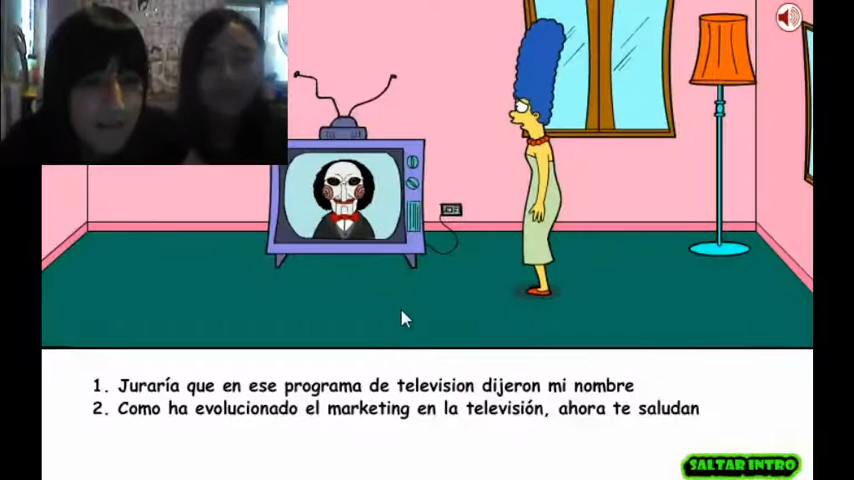 1. Juraría que en ese programa de television dijeron mi nombre
2. Como ha evolucionado el marketing en la televisión, ahora te saludan
SALTAR INTRO